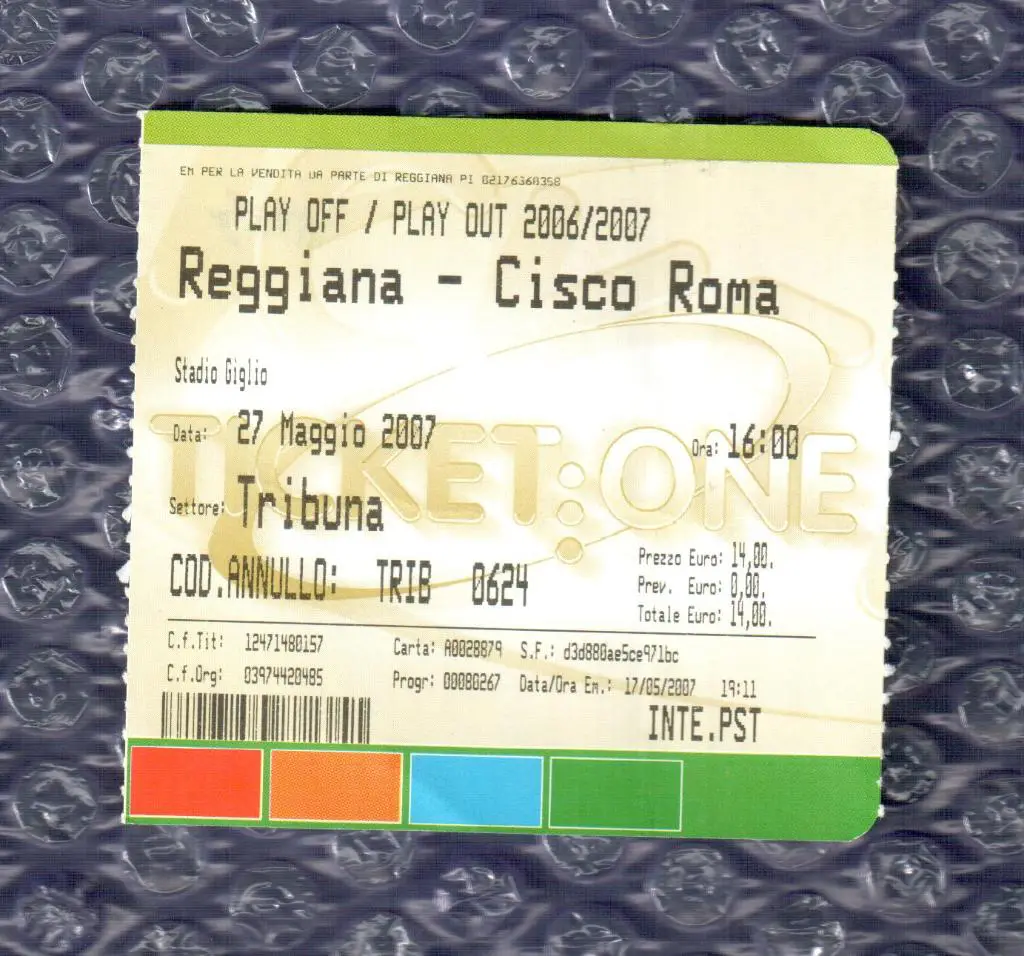 EM PER LA VENDITA DA PARTE DI REGGIANA PI 02176360358
PLAY OFF / PLAY OUT 2006/2007
Reggiana - Cisco Roma
Stadio Giglio
Data: 27 Maggio 2007 Ora: 16:00
TICKET:ONE
Settore: Tribuna
COD.ANNULLO: TRIB 0624
Prezzo Euro: 14,00.
Prev. Euro: 0,00.
Totale Euro: 14,00.
C.f.Tit: 12471480157 Carta: A0028879 S.F.: d3d880ae5ce971bc
C.f.Org: 03974420485 Progr: 00080267 Data/Ora Em.: 17/05/2007 19:11
INTE.PST